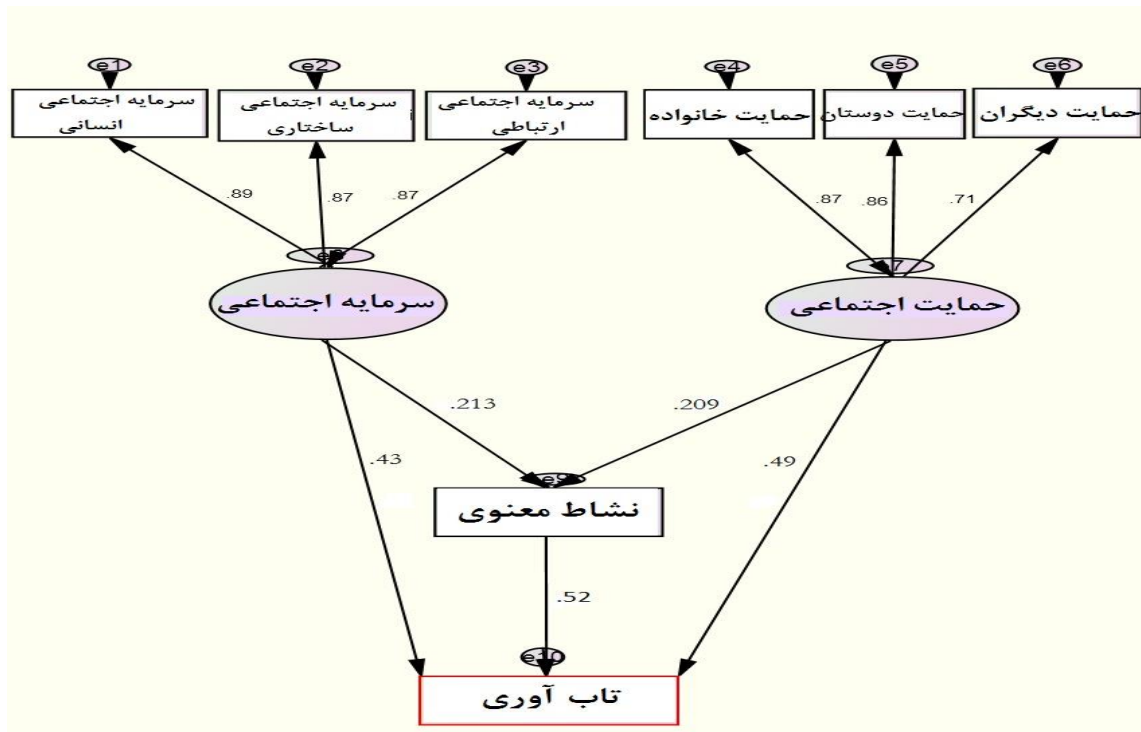 e1
e2
e3
e4
e5
e6
سرمایه اجتماعی
انسانی
سرمایه اجتماعی
ساختاری
سرمایه اجتماعی
ارتباطی
حمایت خانواده
حمایت دوستان
حمایت دیگران
.89
.87
.87
.87
.86
.71
سرمایه اجتماعی
حمایت اجتماعی
.213
.209
.43
.49
e9
نشاط معنوی
.52
e10
تاب آوری